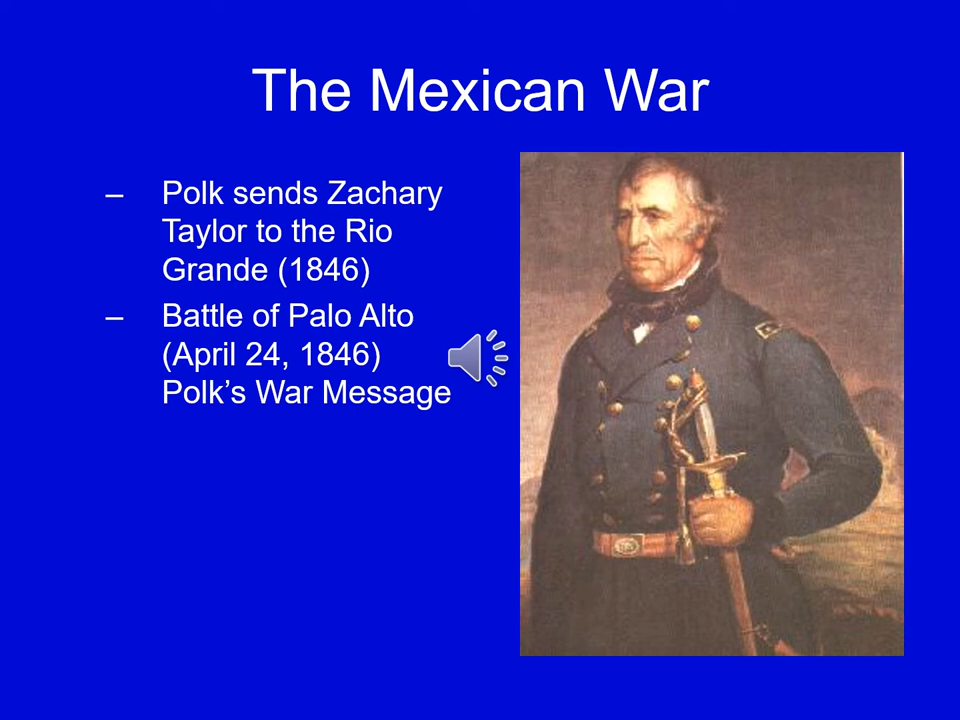 The Mexican War
– Polk sends Zachary
Taylor to the Rio
Grande (1846)
– Battle of Palo Alto
(April 24, 1846)
Polk’s War Message